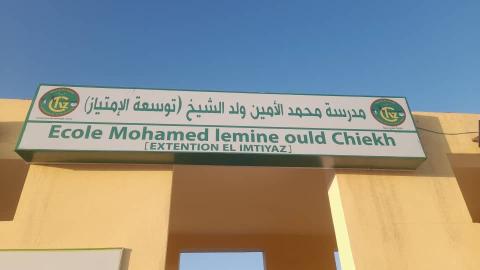 مدرسة محمد الأمين ولد الشيخ (توسعة الإمتياز)
Ecole Mohamed lemine ould Chiekh
[EXTENTION EL IMTIYAZ]